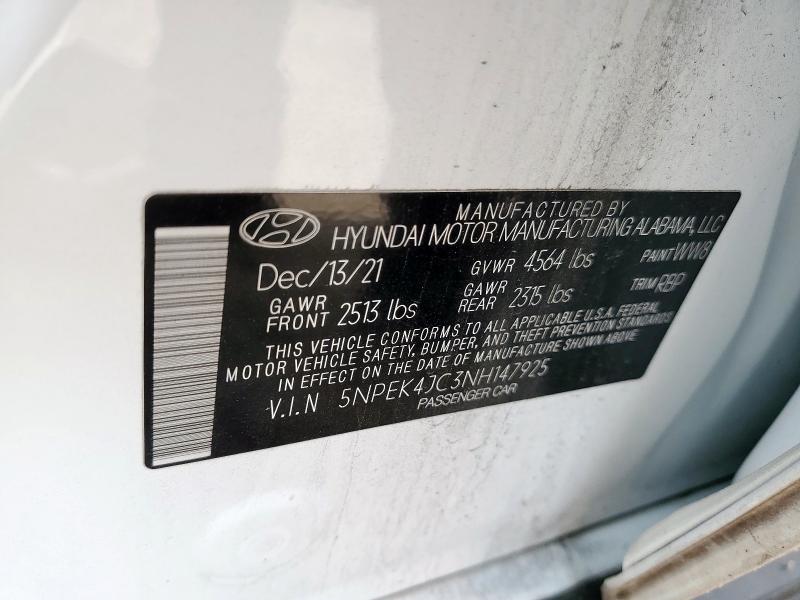 MANUFACTURED BY
HYUNDAI MOTOR MANUFACTURING ALABAMA, LLC
Dec/13/21 GVWR 4564 lbs PAINT WW8
GAWR FRONT 2513 lbs GAWR REAR 2315 lbs TRIM RBP
THIS VEHICLE CONFORMS TO ALL APPLICABLE U.S.A. FEDERAL
MOTOR VEHICLE SAFETY, BUMPER, AND THEFT PREVENTION STANDARDS
IN EFFECT ON THE DATE OF MANUFACTURE SHOWN ABOVE
V.I.N 5NPEK4JC3NH147925
PASSENGER CAR